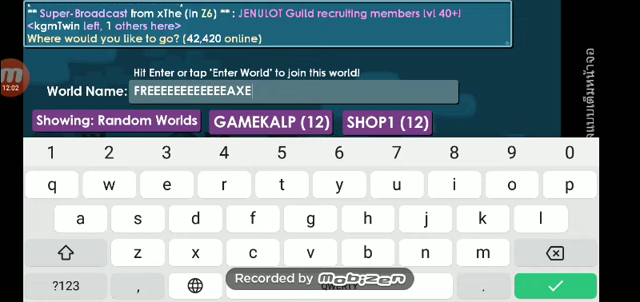 ** Super-Broadcast from xThe (in Z6) ** : JENULOT Guild recruiting members lvl 40+!
<kgmTwin left, 1 others here>
Where would you like to go? (42,420 online)
12:02
Hit Enter or tap "Enter World" to join this world!
World Name: FREEEEEEEEEEEEAXE
Showing: Random Worlds
GAMEKALP (12)
SHOP1 (12)
1 2 3 4 5 6 7 8 9 0
q w e r t y u i o p
a s d f g h j k l
z x c v b n m
?123 , QWERTY .
Recorded by mobizen